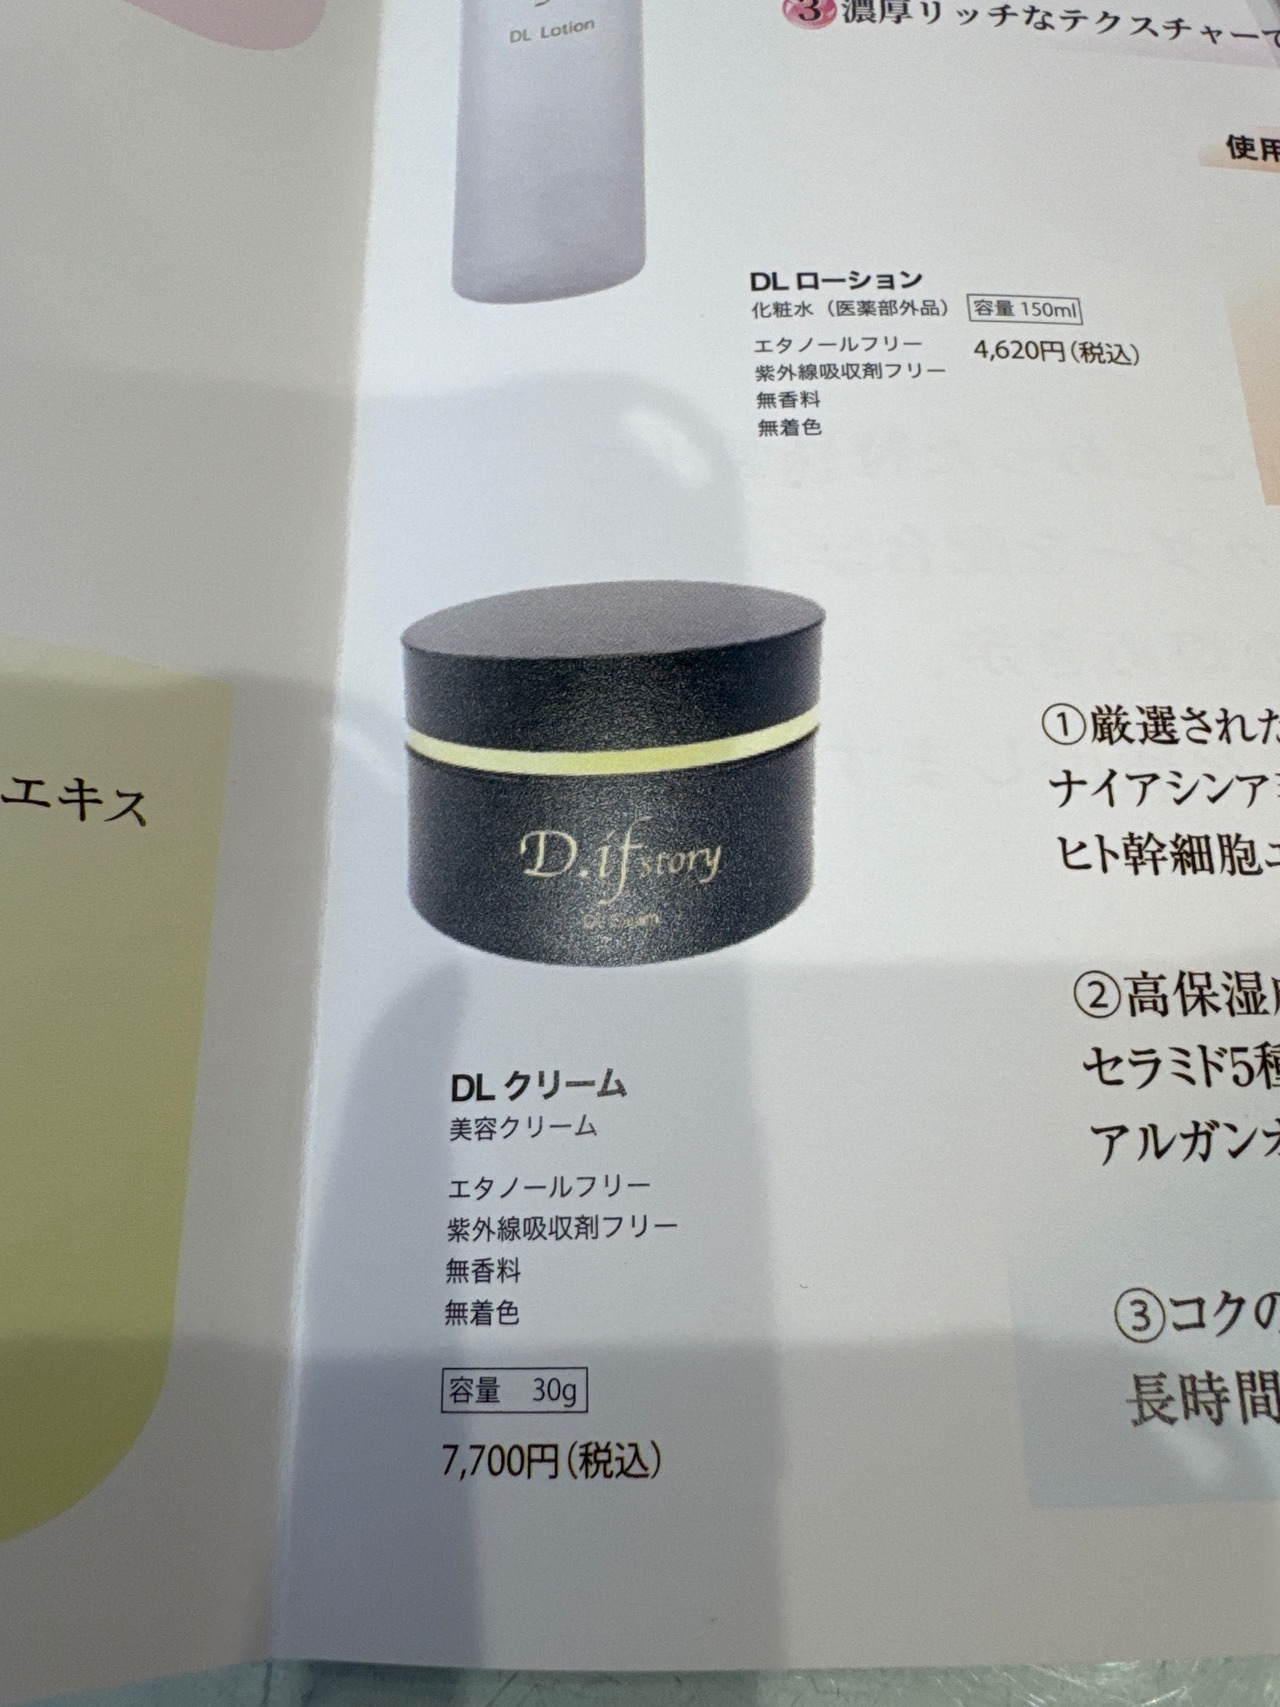 DL Lotion
③濃厚リッチなテクスチャーで
使用
DL ローション
化粧水（医薬部外品）
容量 150ml
エタノールフリー
4,620円（税込）
紫外線吸収剤フリー
無香料
無着色
エキス
D.if story
①厳選された
ナイアシンア
ヒト幹細胞エ
②高保湿
セラミド5種
アルガンオ
DL クリーム
美容クリーム
エタノールフリー
紫外線吸収剤フリー
無香料
無着色
容量　30g
7,700円（税込）
③コクの
長時間